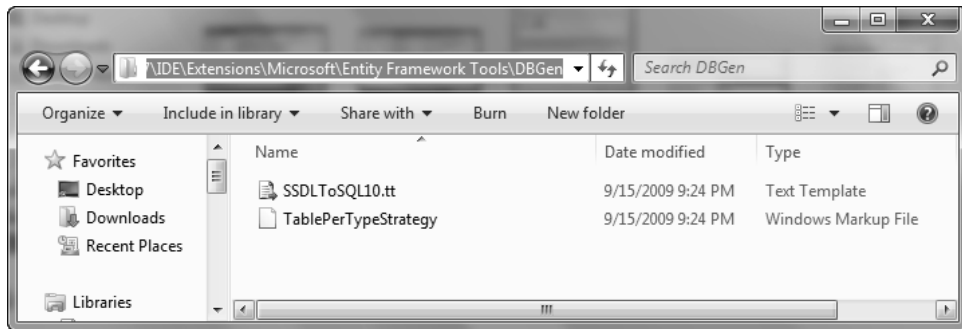 '\IDE\Extensions\Microsoft\Entity Framework Tools\DBGen
Search DBGen
Organize Include in library Share with Burn New folder
Name Date modified Type
Favorites
Desktop
Downloads
Recent Places
Libraries
SSDLToSQL10.tt 9/15/2009 9:24 PM Text Template
TablePerTypeStrategy 9/15/2009 9:24 PM Windows Markup File